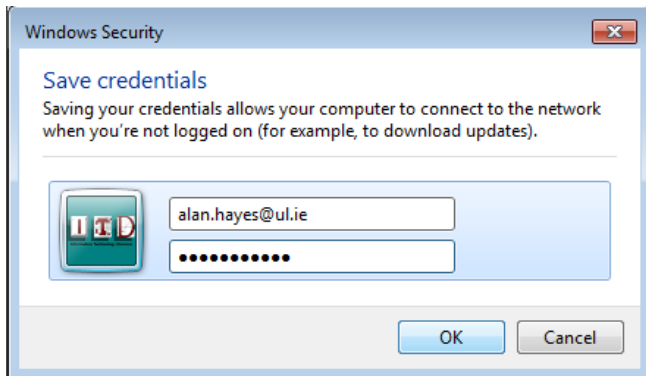 Windows Security
Save credentials
Saving your credentials allows your computer to connect to the network
when you're not logged on (for example, to download updates).
ITD
alan.hayes@ul.ie
●●●●●●●●●●●
OK
Cancel